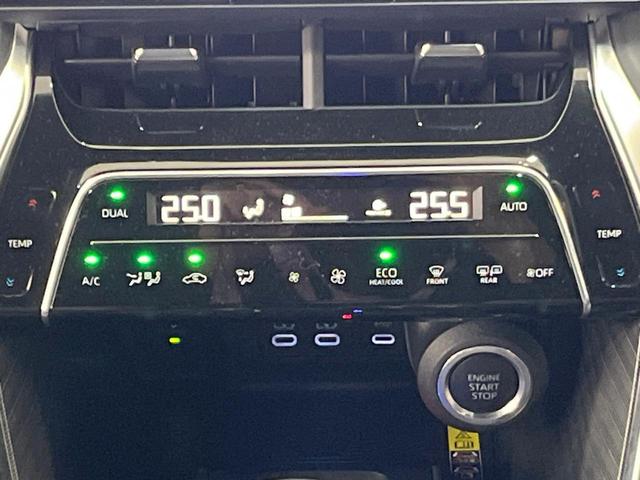 DUAL 25.0 25.5 AUTO
TEMP TEMP
A/C ECO HEAT/COOL FRONT REAR OFF
ENGINE
START
STOP